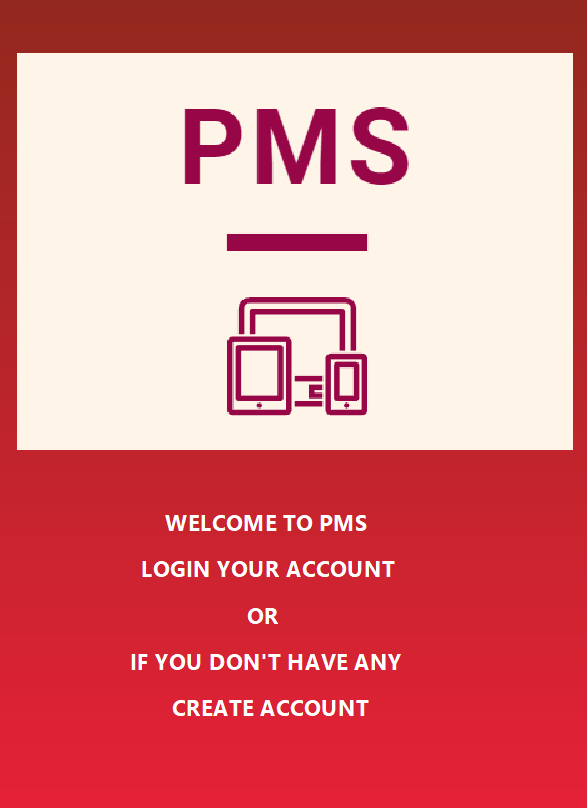 PMS
WELCOME TO PMS
LOGIN YOUR ACCOUNT
OR
IF YOU DON'T HAVE ANY
CREATE ACCOUNT